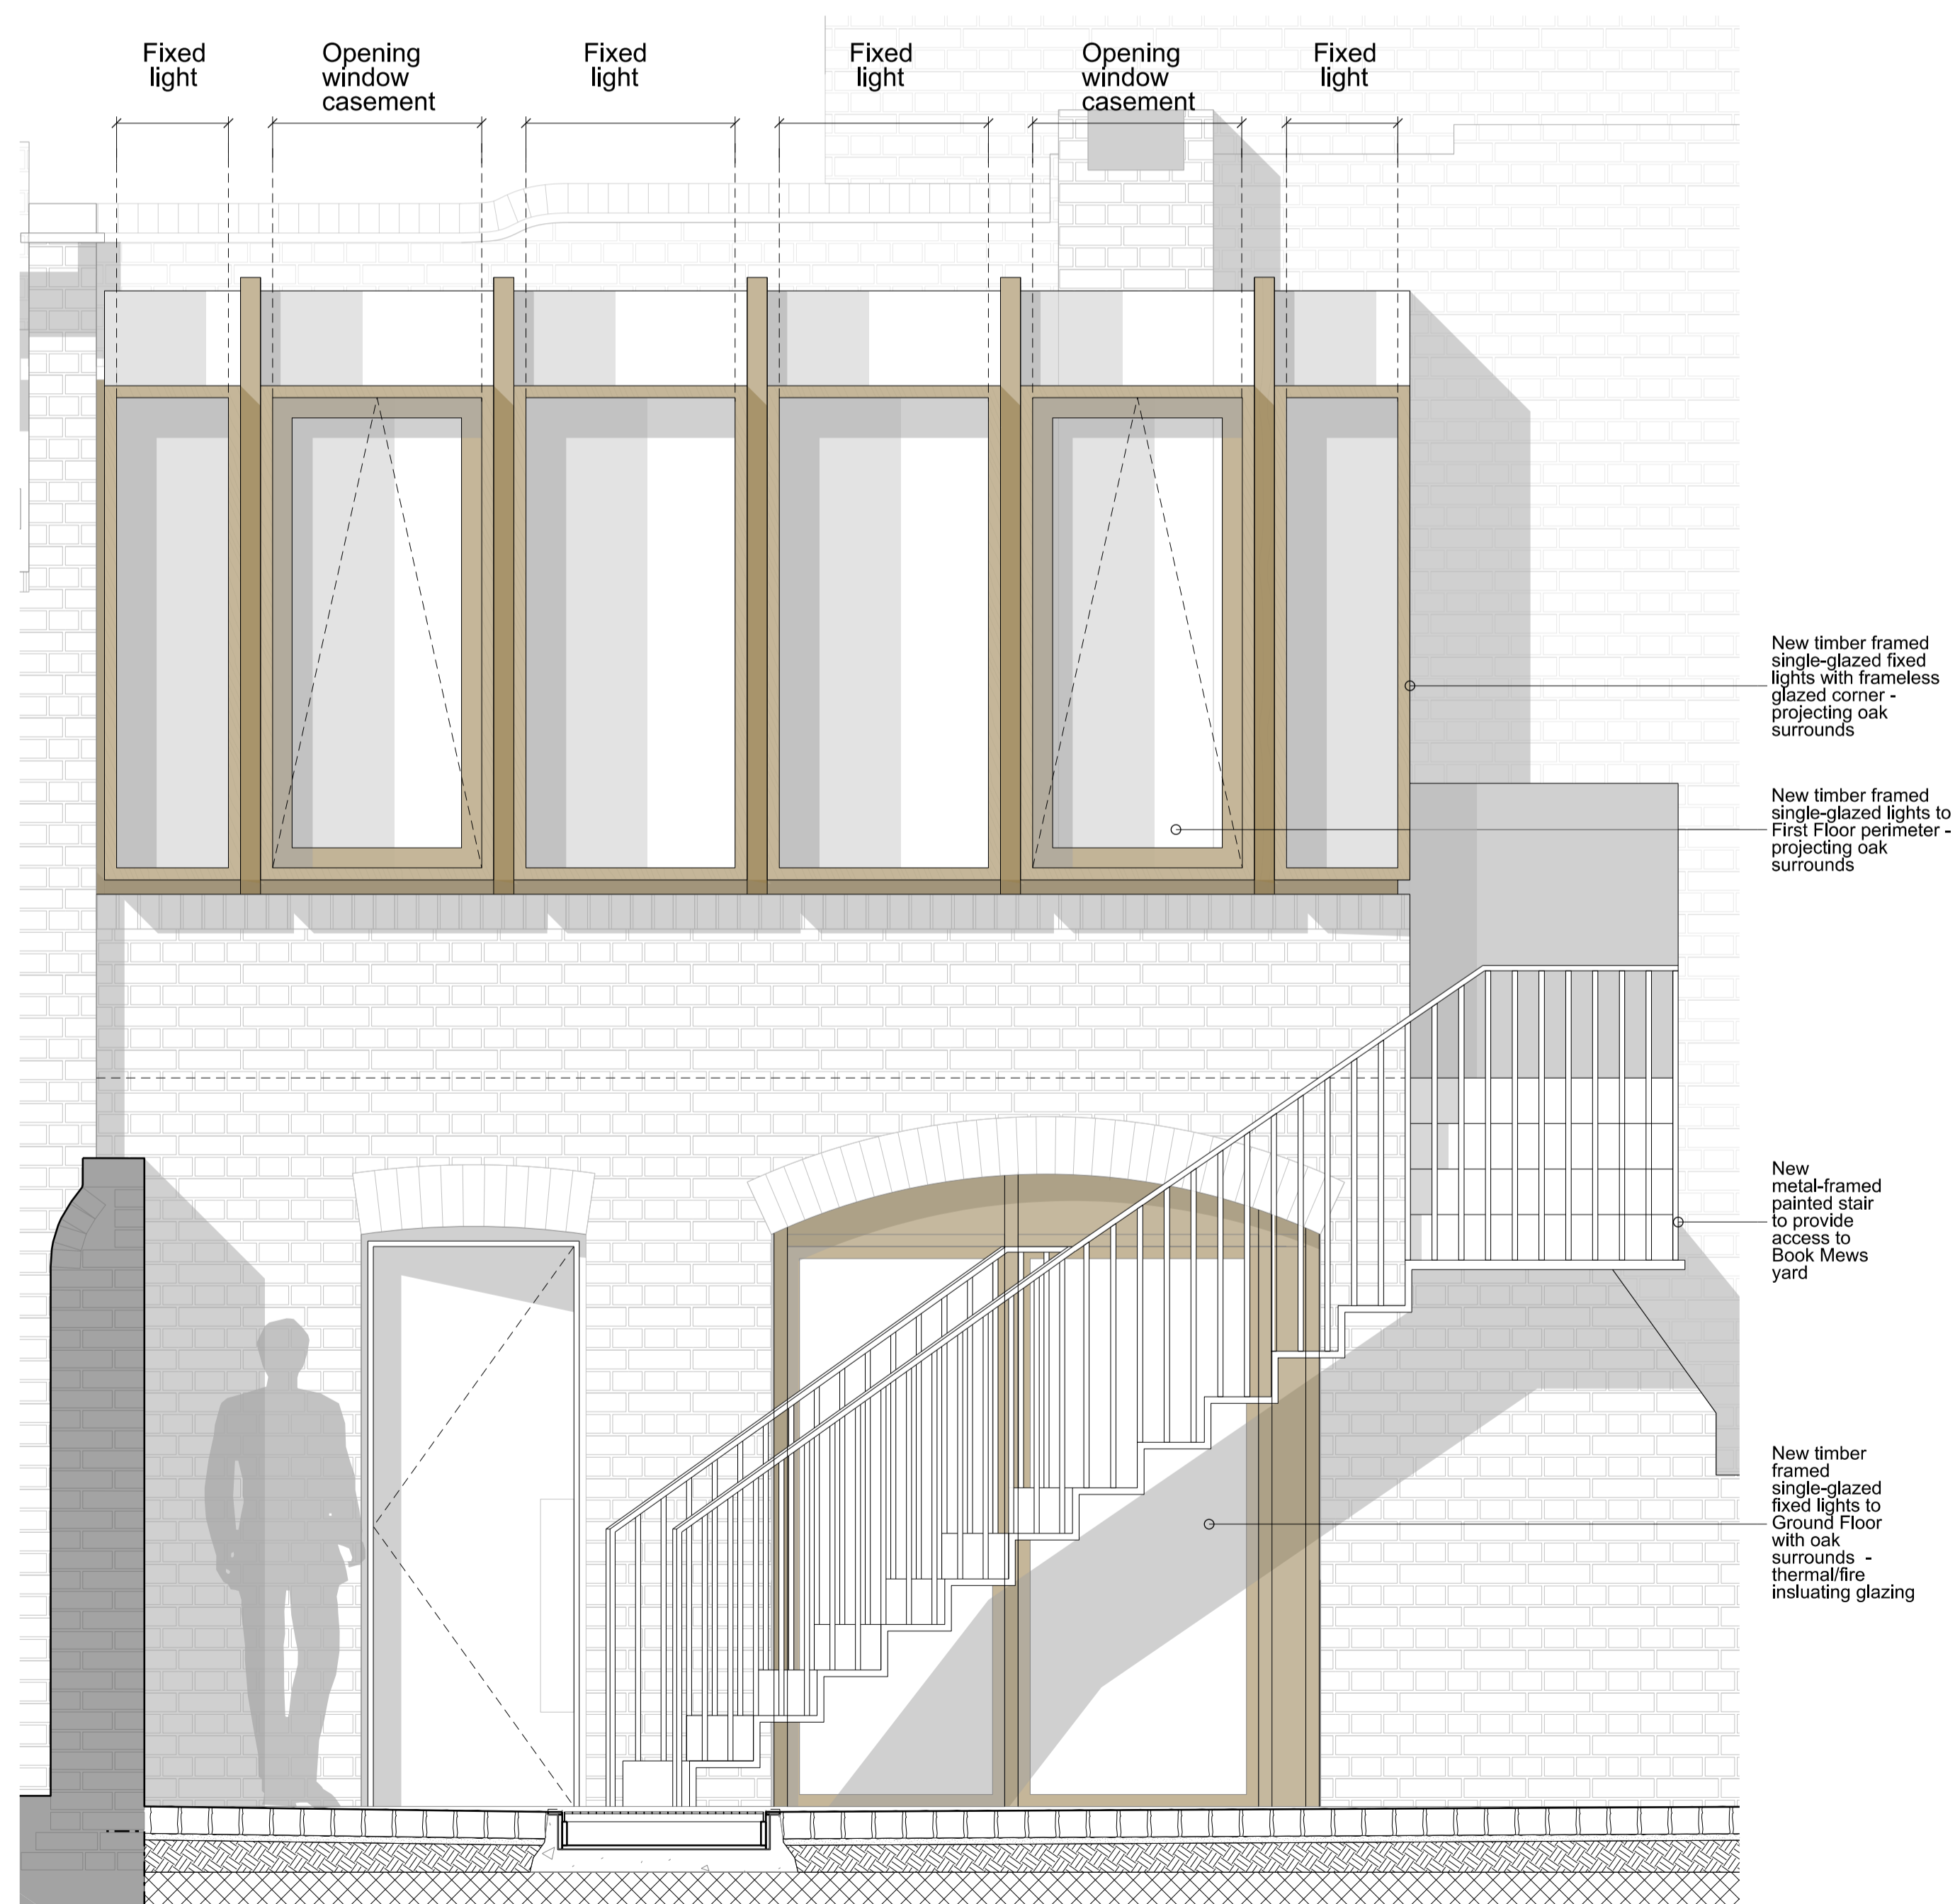 Fixed
light
Opening
window
casement
Fixed
light
Fixed
light
Opening
window
casement
Fixed
light
New timber framed
single-glazed fixed
lights with frameless
glazed corner -
projecting oak
surrounds
New timber framed
single-glazed lights to
First Floor perimeter -
projecting oak
surrounds
New
metal-framed
painted stair
to provide
access to
Book Mews
yard
New timber
framed
single-glazed
fixed lights to
Ground Floor
with oak
surrounds -
thermal/fire
insluating glazing